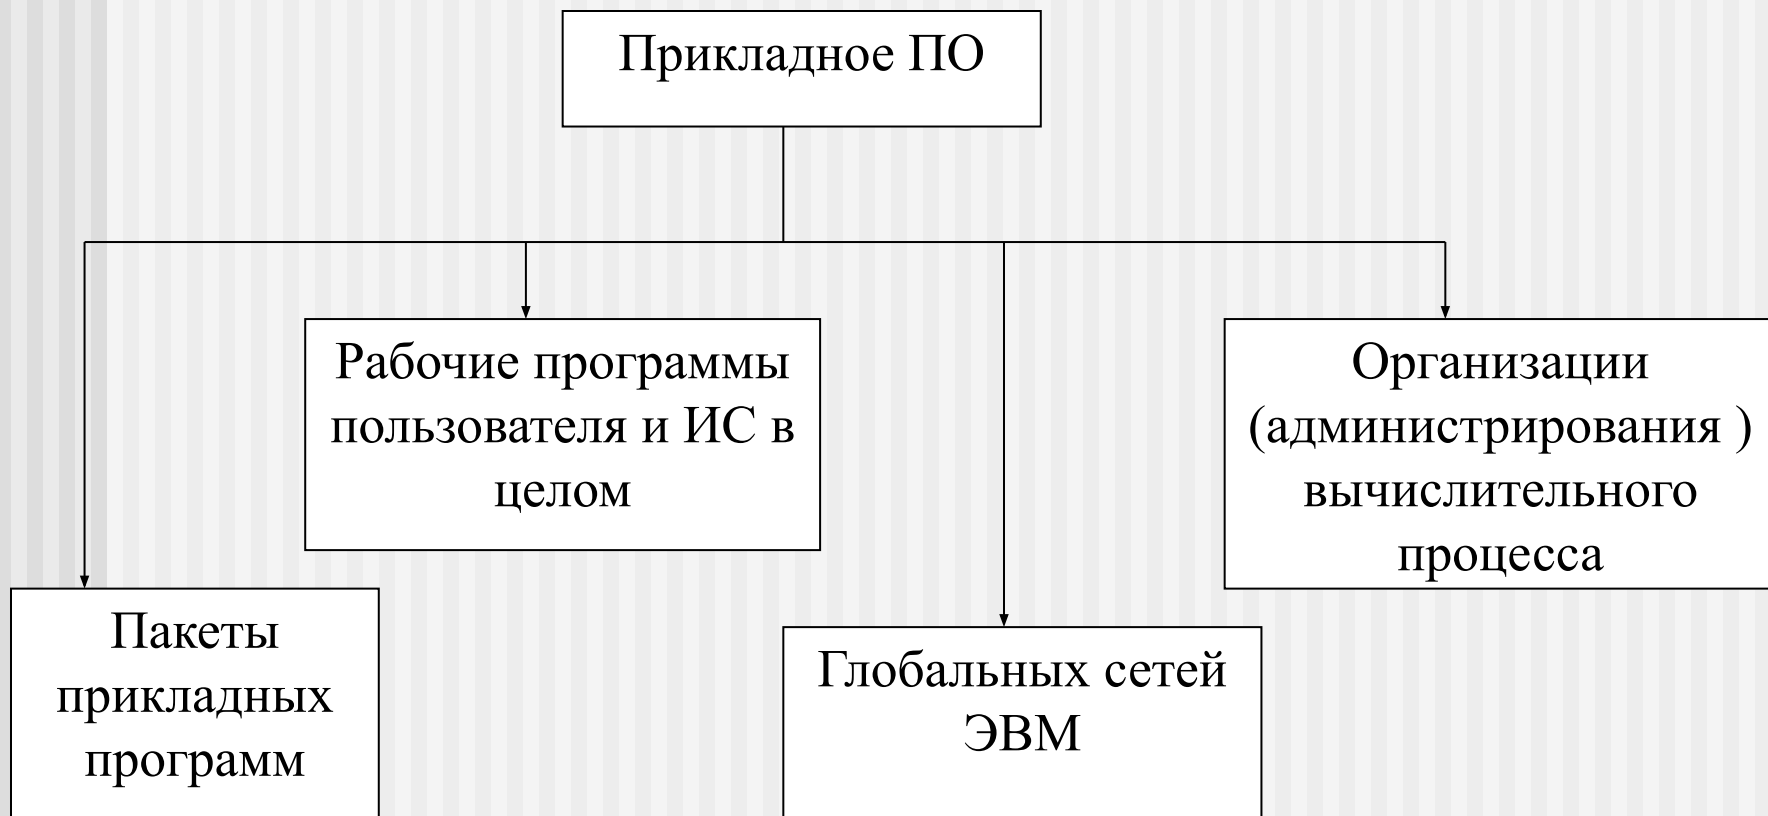 Прикладное ПО
Рабочие программы
пользователя и ИС в
целом
Организации
(администрирования )
вычислительного
процесса
Пакеты
прикладных
программ
Глобальных сетей
ЭВМ